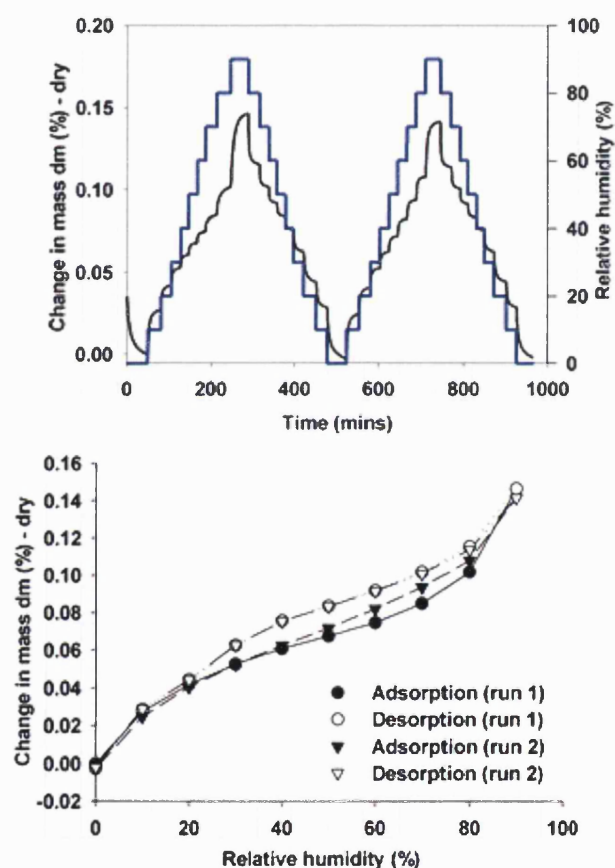 0.20
0.15
0.10
0.05
0.00
Change in mass dm (%) - dry
100
80
60
40
20
0
Relative humidity (%)
0 200 400 600 800 1000
Time (mins)
0.16
0.14
0.12
0.10
0.08
0.06
0.04
0.02
0.00
-0.02
Change in mass dm (%) - dry
Adsorption (run 1)
Desorption (run 1)
Adsorption (run 2)
Desorption (run 2)
0 20 40 60 80 100
Relative humidity (%)